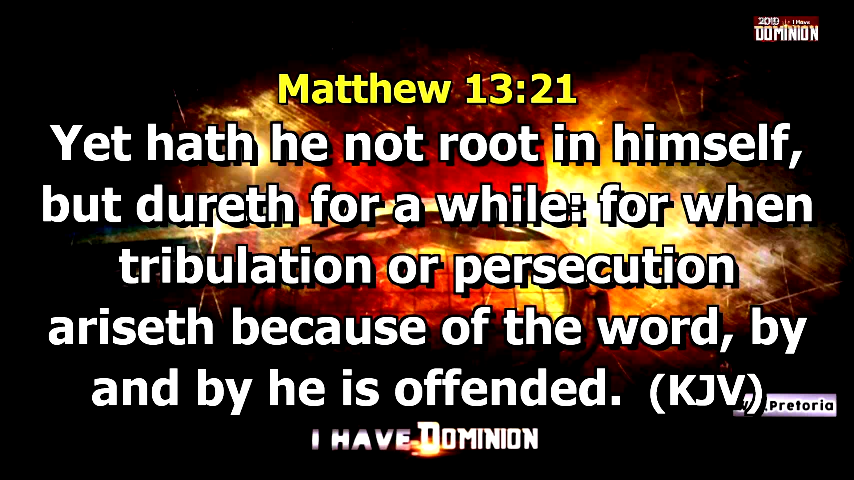 2019 I Have
DOMINION
Matthew 13:21
Yet hath he not root in himself,
but dureth for a while: for when
tribulation or persecution
ariseth because of the word, by
and by he is offended. (KJV)
Pretoria
I HAVE DOMINION